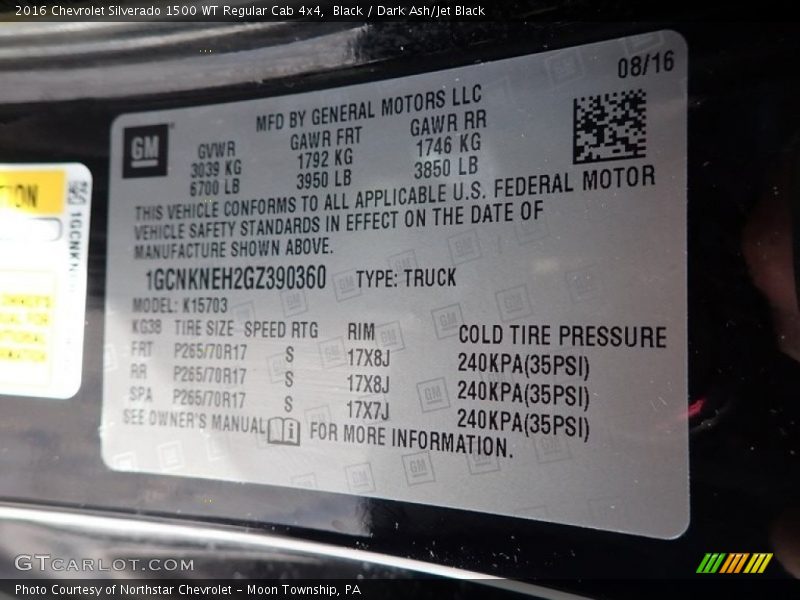 2016 Chevrolet Silverado 1500 WT Regular Cab 4x4, Black / Dark Ash/Jet Black
08/16
MFD BY GENERAL MOTORS LLC
GM
GVWR GAWR FRT GAWR RR
3039 KG 1792 KG 1746 KG
6700 LB 3950 LB 3850 LB
THIS VEHICLE CONFORMS TO ALL APPLICABLE U.S. FEDERAL MOTOR
VEHICLE SAFETY STANDARDS IN EFFECT ON THE DATE OF
MANUFACTURE SHOWN ABOVE.
1GCNKNEH2GZ390360 TYPE: TRUCK
MODEL: K15703
KG38 TIRE SIZE SPEED RTG RIM COLD TIRE PRESSURE
FRT P265/70R17 S 17X8J 240KPA(35PSI)
RR P265/70R17 S 17X8J 240KPA(35PSI)
SPA P265/70R17 S 17X7J 240KPA(35PSI)
SEE OWNER'S MANUAL FOR MORE INFORMATION.
GTCARLOT.COM
Photo Courtesy of Northstar Chevrolet - Moon Township, PA